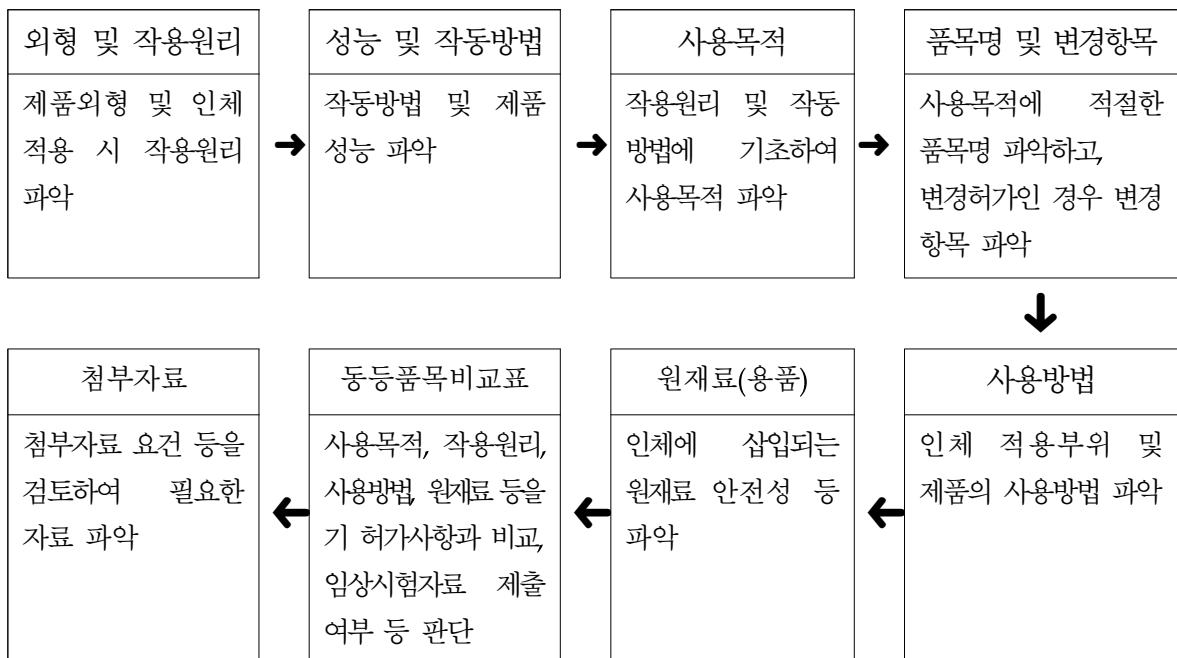 외형 및 작용원리
제품외형 및 인체
적용 시 작용원리
파악
성능 및 작동방법
작동방법 및 제품
성능 파악
사용목적
작용원리 및 작동
방법에 기초하여
사용목적 파악
품목명 및 변경항목
사용목적에 적절한
품목명 파악하고,
변경허가인 경우 변경
항목 파악
사용방법
인체 적용부위 및
제품의 사용방법 파악
원재료(용품)
인체에 삽입되는
원재료 안전성 등
파악
동등품목비교표
사용목적, 작용원리,
사용방법, 원재료 등을
기 허가사항과 비교,
임상시험자료 제출
여부 등 판단
첨부자료
첨부자료 요건 등을
검토하여 필요한
자료 파악